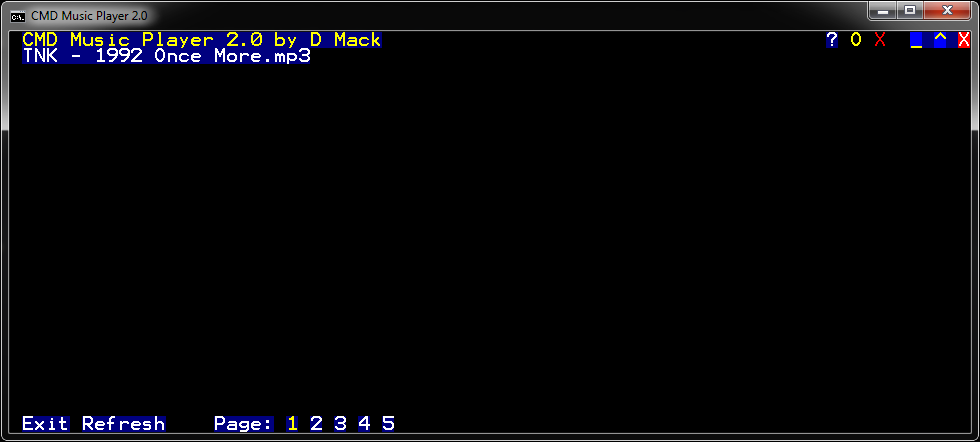 CMD Music Player 2.0
CMD Music Player 2.0 by D Mack ? O X _ ^ X
TNK - 1992 Once More.mp3
Exit Refresh Page: 1 2 3 4 5